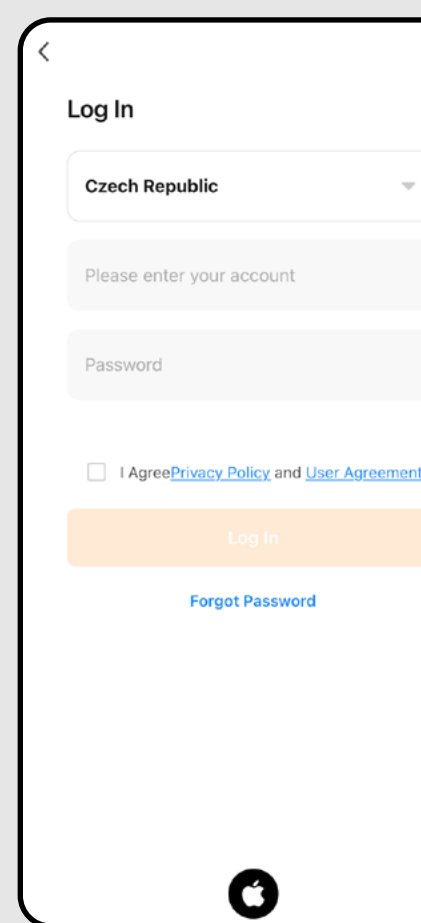 Log In
Czech Republic
Please enter your account
Password
I AgreePrivacy Policy and User Agreement
Log In
Forgot Password